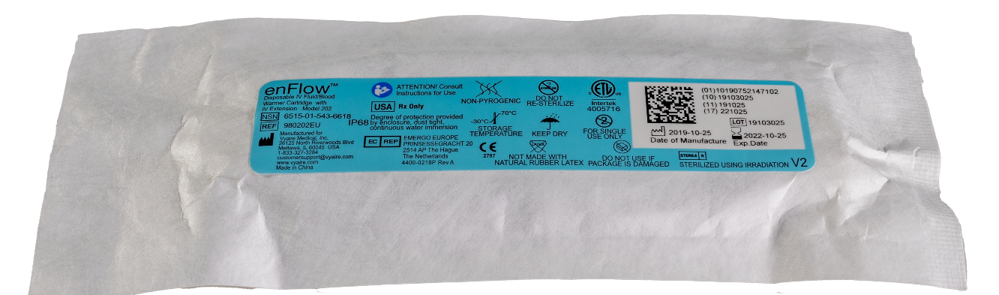 enFlow™
Disposable IV Fluid/Blood
Warmer Cartridge with
IV Extension Model 202
NSN 6515-01-543-6618
REF 980202EU
Manufactured for
Vyaire Medical, Inc.
26125 North Riverwoods Blvd
Mettawa, IL 60045 USA
1-833-327-3284
customersupport@vyaire.com
www.vyaire.com
Made in China
ATTENTION! Consult
Instructions for Use
USA Rx Only
IP68 Degree of protection provided
by enclosure, dust tight,
continuous water immersion
EC REP
EMERGO EUROPE
PRINSESSEGRACHT 20
2514 AP The Hague
The Netherlands
4400-0218P Rev A
NON-PYROGENIC
-30°C
70°C
STORAGE
TEMPERATURE
CE
2797
DO NOT
RE-STERILIZE
KEEP DRY
LATEX
NOT MADE WITH
NATURAL RUBBER LATEX
ETL
US
Intertek
4005716
2
FOR SINGLE
USE ONLY
DO NOT USE IF
PACKAGE IS DAMAGED
(01)10190752147102
(10) 19103025
(11) 191025
(17) 221025
LOT 19103025
2019-10-25
Date of Manufacture
2022-10-25
Exp.Date
STERILE R
STERILIZED USING IRRADIATION V2